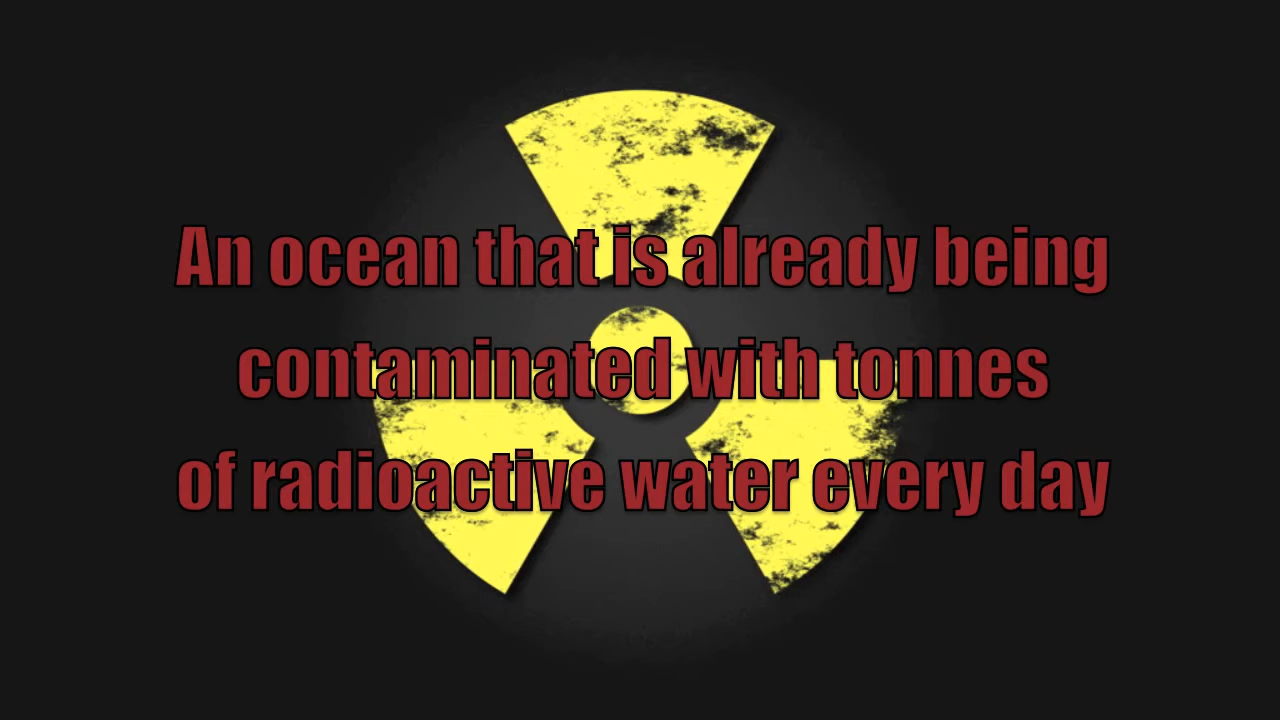 An ocean that is already being
contaminated with tonnes
of radioactive water every day